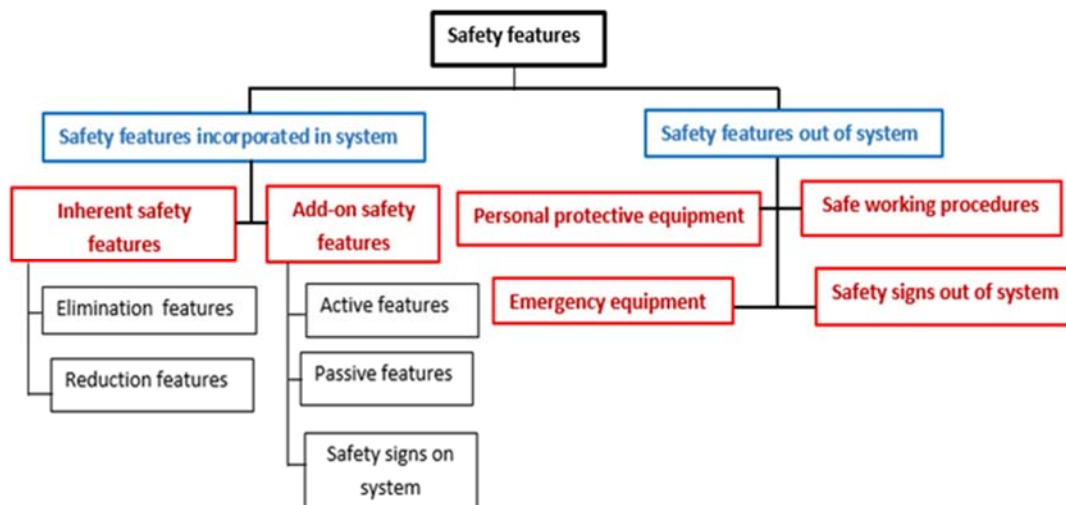 Safety features
Safety features incorporated in system
Safety features out of system
Inherent safety
features
Add-on safety
features
Personal protective equipment
Safe working procedures
Elimination features
Active features
Emergency equipment
Safety signs out of system
Reduction features
Passive features
Safety signs on
system